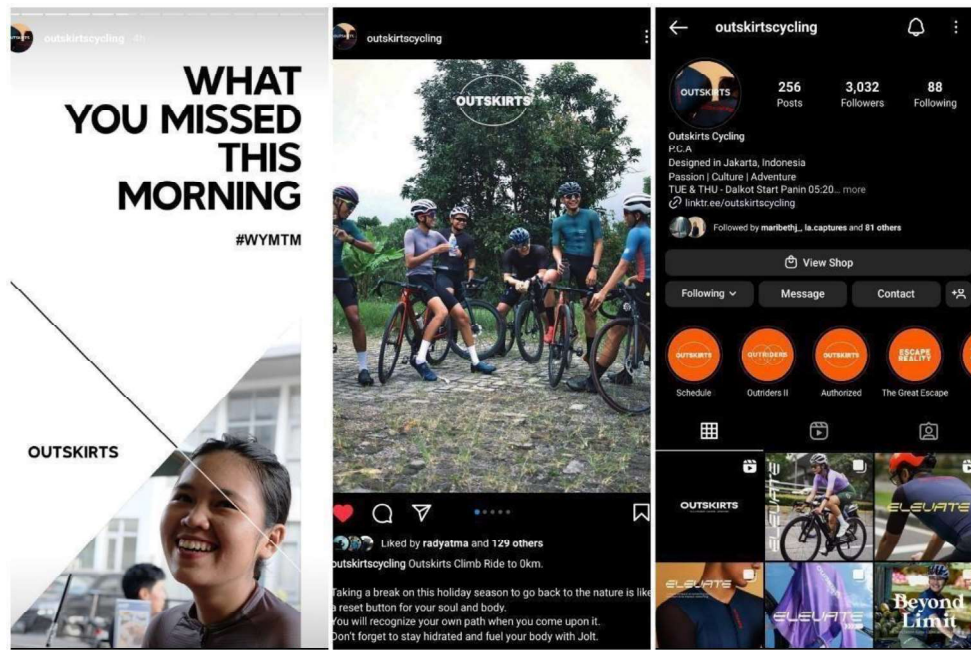 outskirtscycling 4h
WHAT
YOU MISSED
THIS
MORNING
#WYMTM
OUTSKIRTS
outskirtscycling
OUTSKIRTS
Liked by radyatma and 129 others
outskirtscycling Outskirts Climb Ride to 0km.
Taking a break on this holiday season to go back to the nature is like
a reset button for your soul and body.
You will recognize your own path when you come upon it.
Don't forget to stay hidrated and fuel your body with Jolt.
outskirtscycling
OUTSKIRTS
256
Posts
3,032
Followers
88
Following
Outskirts Cycling
P.C.A
Designed in Jakarta, Indonesia
Passion | Culture | Adventure
TUE & THU - Dalkot Start Panin 05:20... more
linktr.ee/outskirtscycling
Followed by maribethj_, la.captures and 81 others
View Shop
Following
Message
Contact
OUTSKIRTS
OUTRIDERS
OUTSKIRTS
ESCAPE
REALITY
Schedule
Outriders II
Authorized
The Great Escape
OUTSKIRTS
ELEVATE
ELEVATE
ELEVATE
ELEVATE
Beyond
Limit